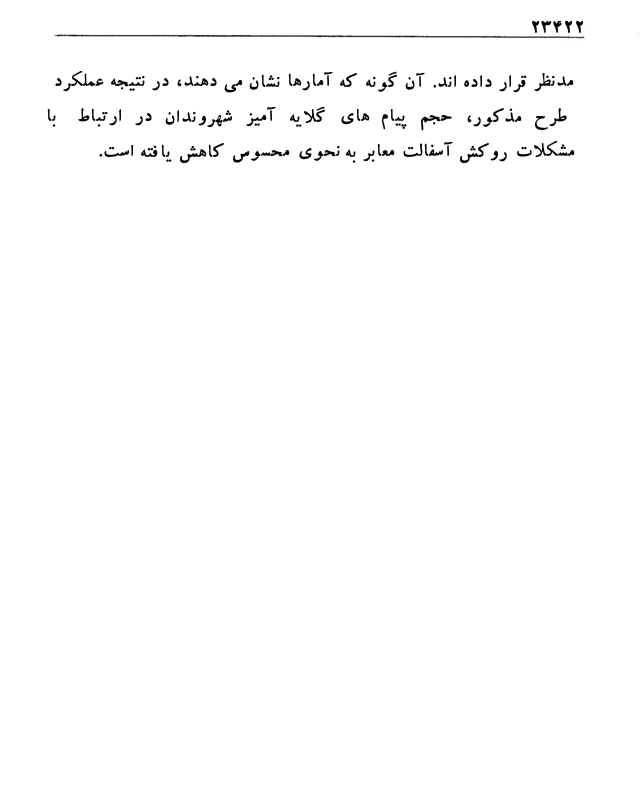 ۲۳۴۲۲
مدنظر قرار داده اند. آن گونه که آمارها نشان می دهند، در نتیجه عملکرد
طرح مذکور، حجم پیام های گلایه آمیز شهروندان در ارتباط با
مشکلات روکش آسفالت معابر به نحوی محسوس کاهش یافته است.